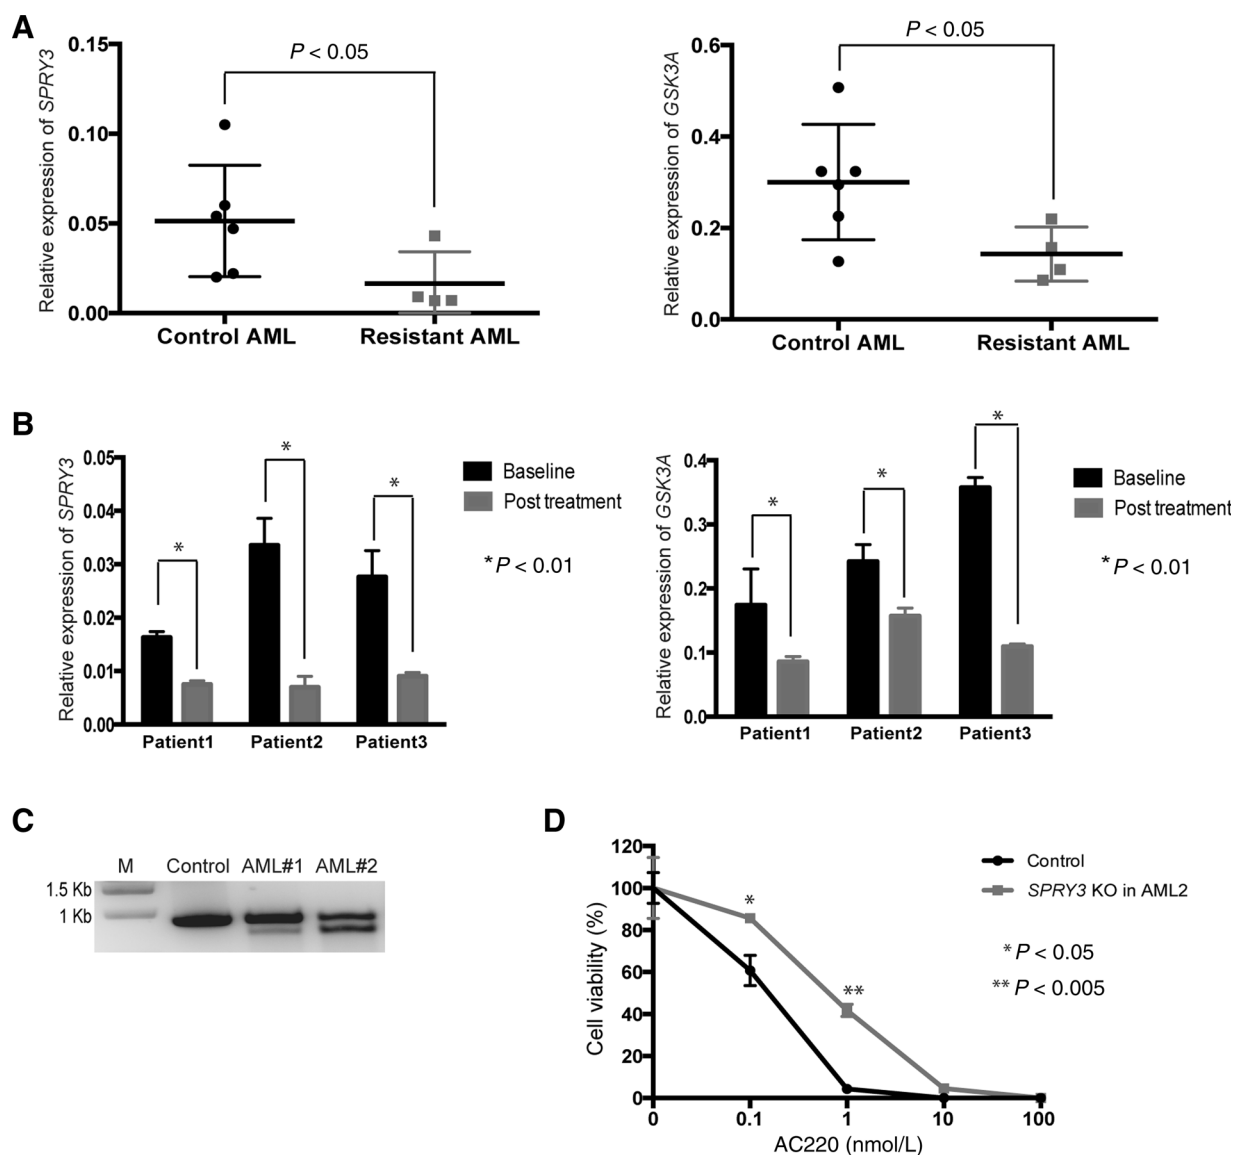 A
Relative expression of SPRY3
0.15
0.10
0.05
0.00
P < 0.05
Control AML
Resistant AML
Relative expression of GSK3A
0.6
0.4
0.2
0.0
P < 0.05
Control AML
Resistant AML
B
Relative expression of SPRY3
0.05
0.04
0.03
0.02
0.01
0.00
*
*
*
Patient1
Patient2
Patient3
Baseline
Post treatment
*P < 0.01
Relative expression of GSK3A
0.4
0.3
0.2
0.1
0.0
*
*
*
Patient1
Patient2
Patient3
Baseline
Post treatment
*P < 0.01
C
M
Control
AML#1
AML#2
1.5 Kb
1 Kb
D
Cell viability (%)
120
100
80
60
40
20
0
*
**
0
0.1
1
10
100
AC220 (nmol/L)
Control
SPRY3 KO in AML2
*P < 0.05
**P < 0.005